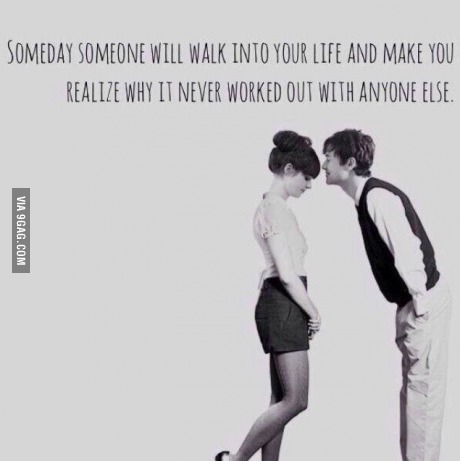 SOMEDAY SOMEONE WILL WALK INTO YOUR LIFE AND MAKE YOU
REALIZE WHY IT NEVER WORKED OUT WITH ANYONE ELSE.
VIA 9GAG.COM